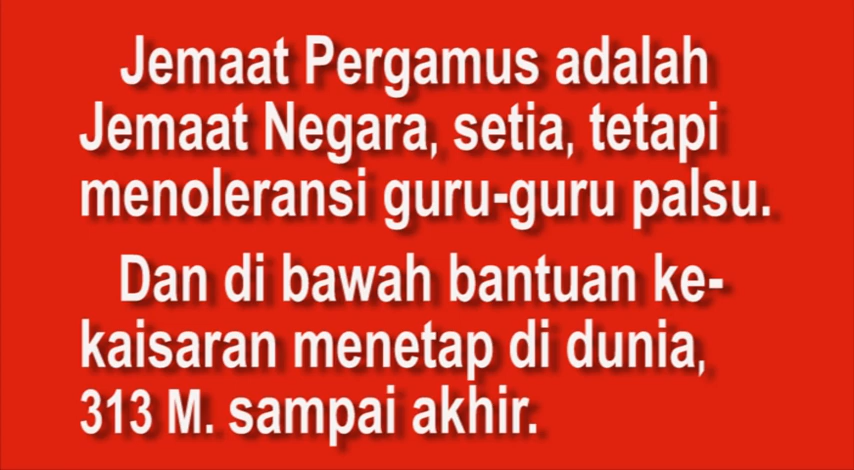 Jemaat Pergamus adalah
Jemaat Negara, setia, tetapi
menoleransi guru-guru palsu.
Dan di bawah bantuan ke-
kaisaran menetap di dunia,
313 M. sampai akhir.